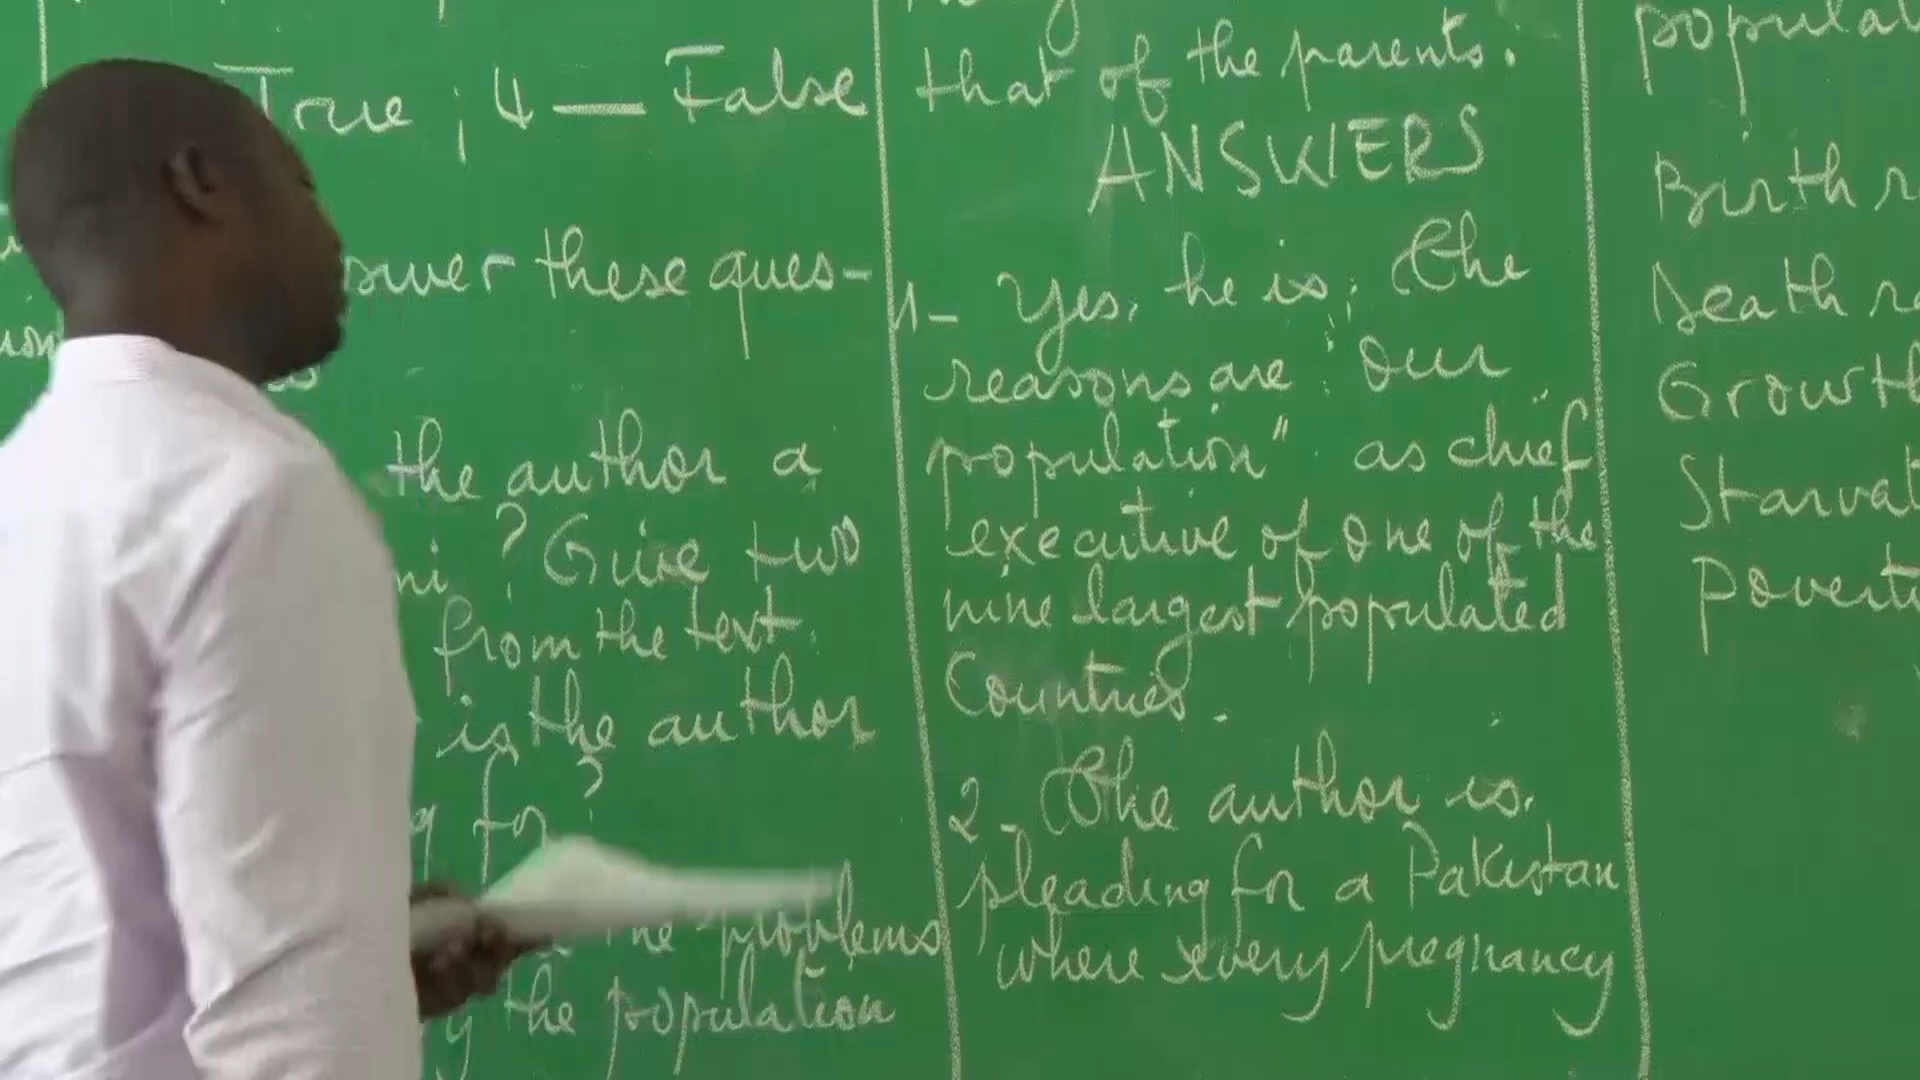 True ; 4 — False
these ques-
the author a
? Give two
from the text.
is the author
for?
the problems
the population
that of the parents.
ANSWERS
1- Yes, he is; The
reasons are: "our
population" as chief
executive of one of the
nine largest populated
Countries.
2- The author is.
pleading for a Pakistan
where every pregnancy
populat
Birth r
Death ra
Growth
Starvat
Povert